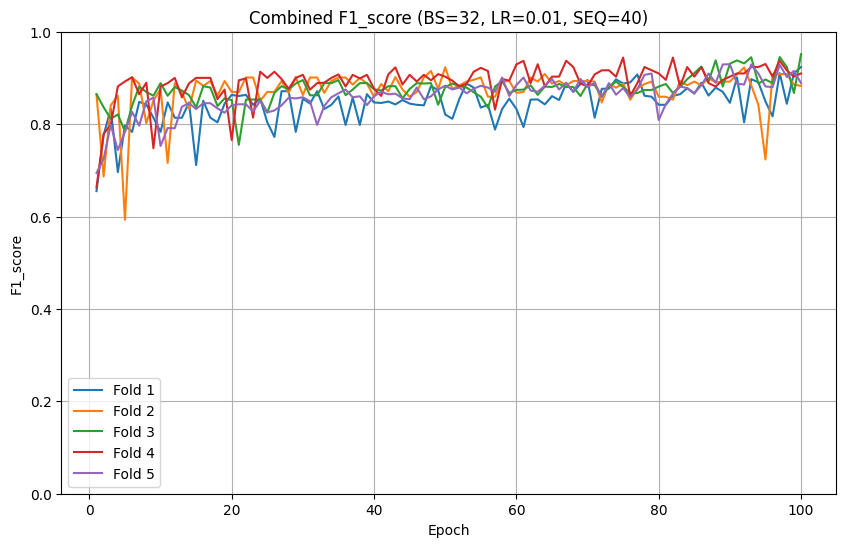 Combined F1_score (BS=32, LR=0.01, SEQ=40)
1.0
0.8
0.6
0.4
0.2
0.0
F1_score
Fold 1
Fold 2
Fold 3
Fold 4
Fold 5
0 20 40 60 80 100
Epoch